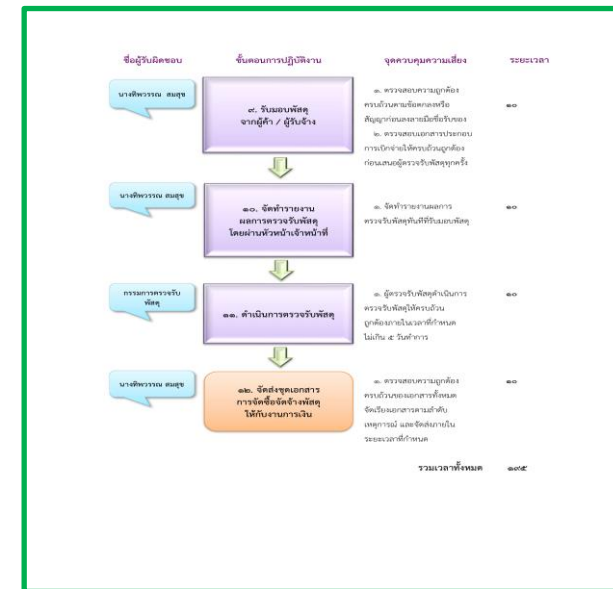 ชื่อผู้รับผิดชอบ ขั้นตอนการปฏิบัติงาน จุดควบคุมความเสี่ยง ระยะเวลา
นางทิพวรรณ สมสุข
๙. รับมอบพัสดุ
จากผู้ค้า / ผู้รับจ้าง
๑. ตรวจสอบความถูกต้อง
ครบถ้วนตามข้อตกลงหรือ
สัญญาก่อนลงลายมือชื่อรับของ
๒. ตรวจสอบเอกสารประกอบ
การเบิกจ่ายให้ครบถ้วนถูกต้อง
ก่อนเสนอผู้ตรวจรับพัสดุทุกครั้ง
๑๐
นางทิพวรรณ สมสุข
๑๐. จัดทำรายงาน
ผลการตรวจรับพัสดุ
โดยผ่านหัวหน้าเจ้าหน้าที่
๑. จัดทำรายงานผลการ
ตรวจรับพัสดุทันทีที่รับมอบพัสดุ
๑๐
กรรมการตรวจรับ
พัสดุ
๑๑. ดำเนินการตรวจรับพัสดุ
๑. ผู้ตรวจรับพัสดุดำเนินการ
ตรวจรับพัสดุให้ครบถ้วน
ถูกต้องภายในเวลาที่กำหนด
ไม่เกิน ๕ วันทำการ
๑๐
นางทิพวรรณ สมสุข
๑๒. จัดส่งชุดเอกสาร
การจัดซื้อจัดจ้างพัสดุ
ให้กับงานการเงิน
๑. ตรวจสอบความถูกต้อง
ครบถ้วนของเอกสารทั้งหมด
จัดเรียงเอกสารตามลำดับ
เหตุการณ์ และจัดส่งภายใน
ระยะเวลาที่กำหนด
๑๐
รวมเวลาทั้งหมด ๑๙๕